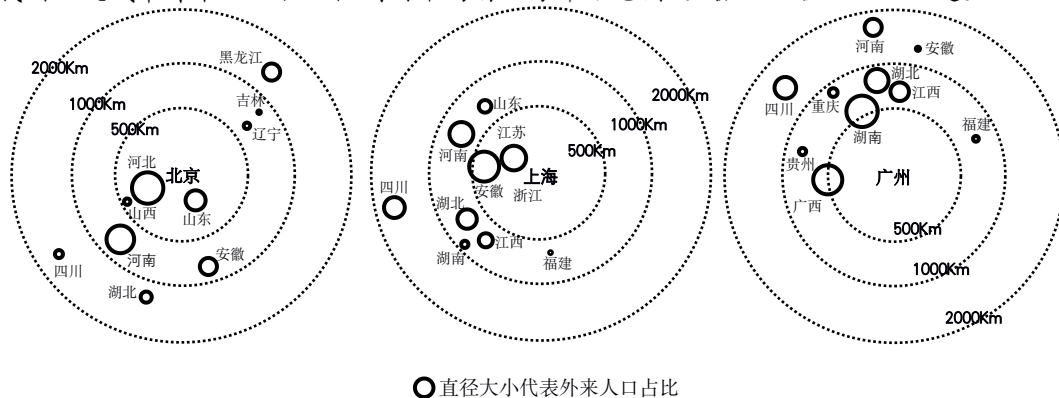 黑龙江
2000Km
吉林
1000Km
500Km
辽宁
河北
北京
山西
山东
河南
安徽
四川
湖北
2000Km
山东
1000Km
江苏
500Km
河南
上海
四川
安徽
浙江
湖北
江西
湖南
福建
河南
安徽
湖北
江西
四川
重庆
福建
湖南
贵州
广州
广西
500Km
1000Km
2000Km
直径大小代表外来人口占比